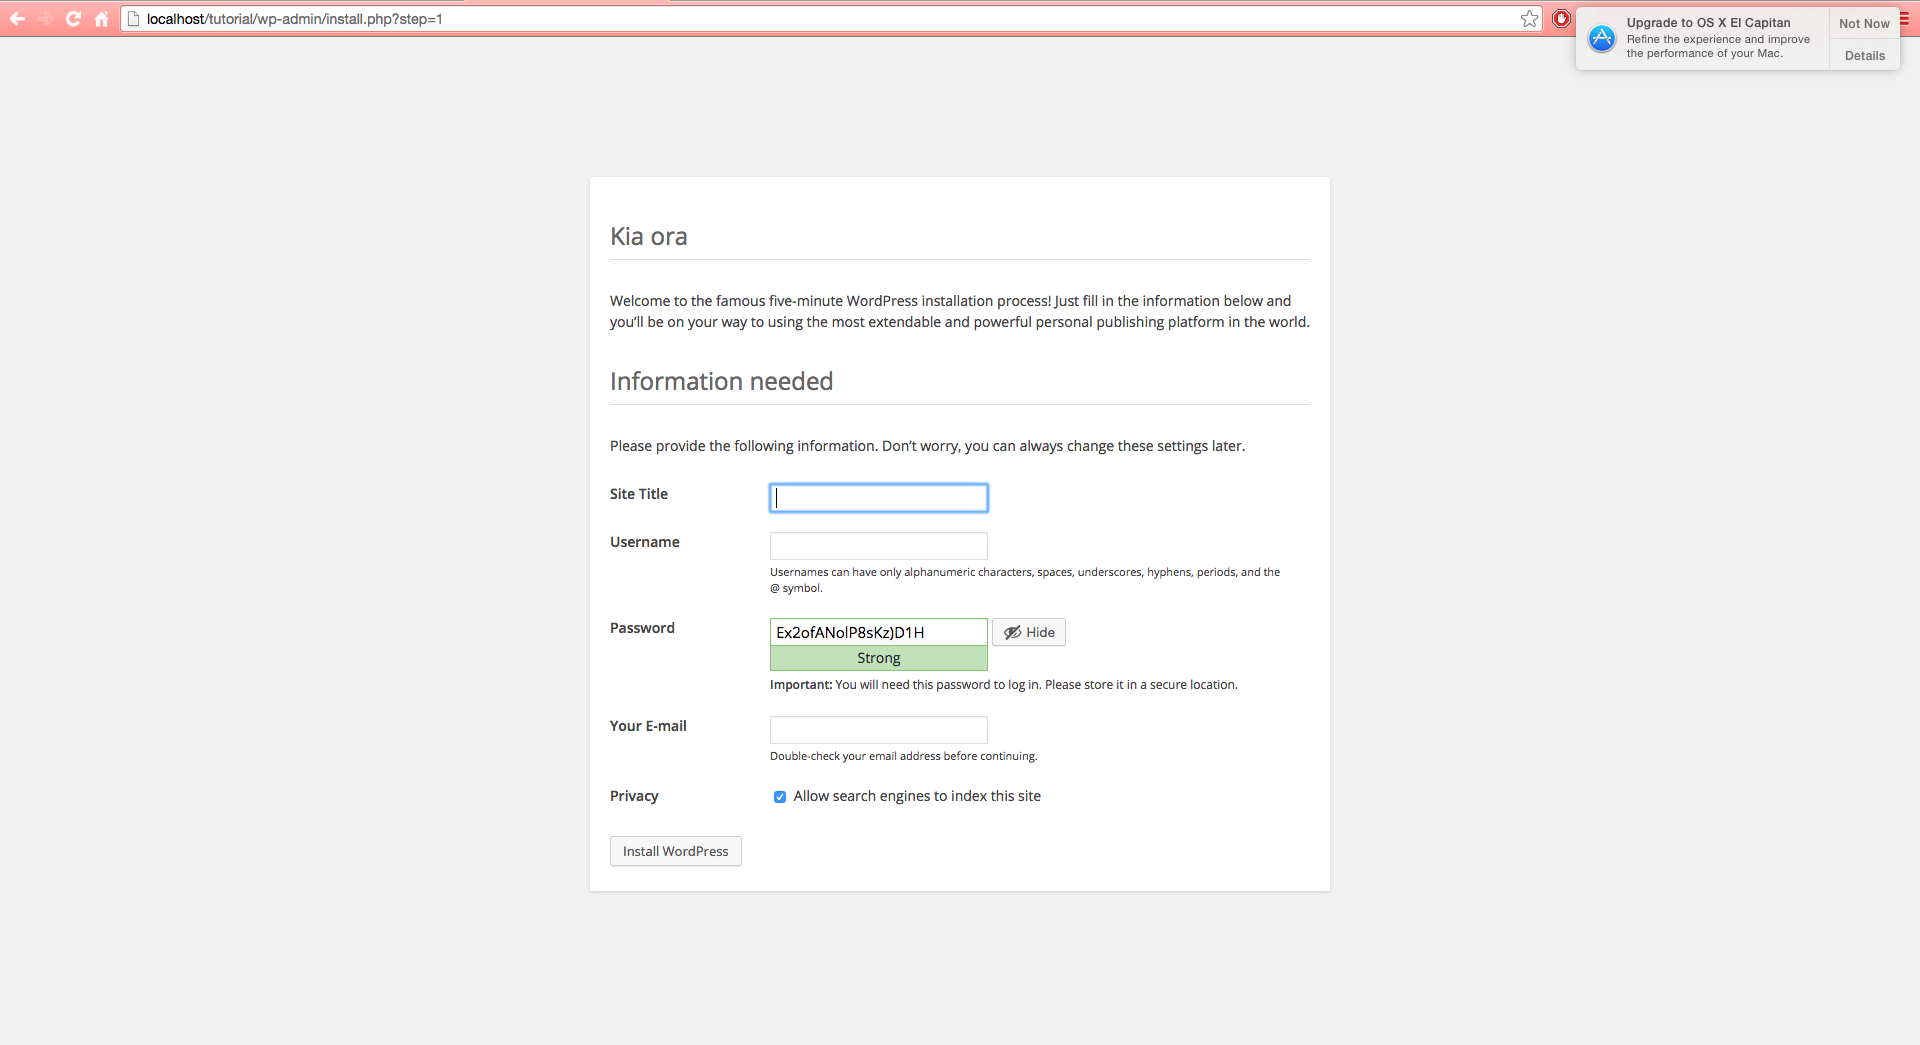 localhost/tutorial/wp-admin/install.php?step=1
Upgrade to OS X El Capitan
Refine the experience and improve
the performance of your Mac.
Not Now
Details
Kia ora
Welcome to the famous five-minute WordPress installation process! Just fill in the information below and
you’ll be on your way to using the most extendable and powerful personal publishing platform in the world.
Information needed
Please provide the following information. Don’t worry, you can always change these settings later.
Site Title
Username
Usernames can have only alphanumeric characters, spaces, underscores, hyphens, periods, and the
@ symbol.
Password
Ex2ofANolP8sKz)D1H
Hide
Strong
Important: You will need this password to log in. Please store it in a secure location.
Your E-mail
Double-check your email address before continuing.
Privacy
Allow search engines to index this site
Install WordPress